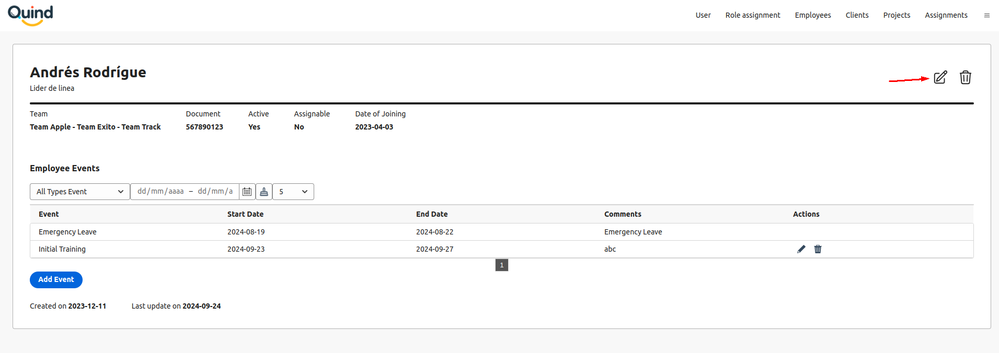 Quind
User Role assignment Employees Clients Projects Assignments
Andrés Rodrígue
Lider de linea
Team Document Active Assignable Date of Joining
Team Apple - Team Exito - Team Track 567890123 Yes No 2023-04-03
Employee Events
All Types Event dd/mm/aaaa – dd/mm/a 5
Event Start Date End Date Comments Actions
Emergency Leave 2024-08-19 2024-08-22 Emergency Leave
Initial Training 2024-09-23 2024-09-27 abc
1
Add Event
Created on 2023-12-11 Last update on 2024-09-24